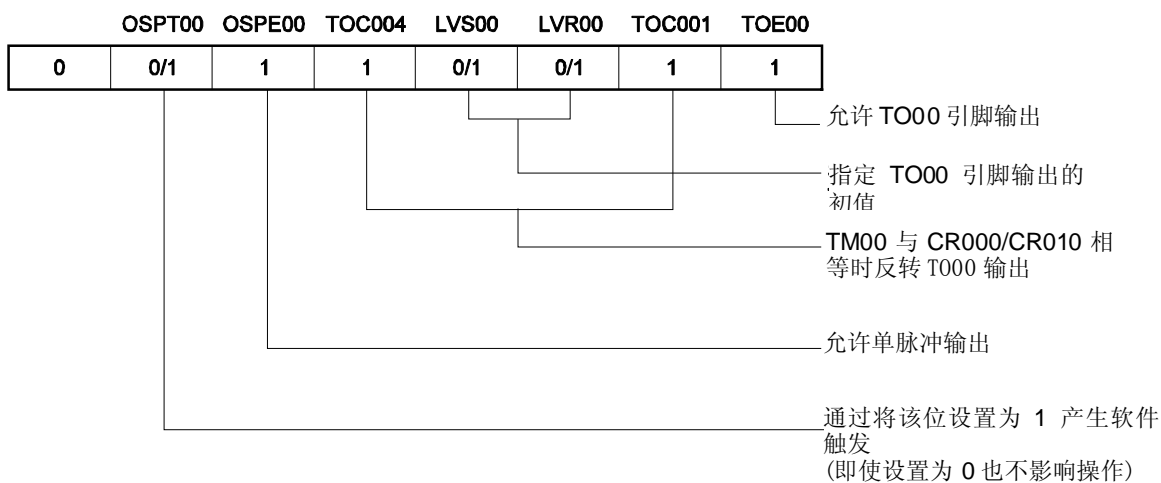 OSPT00 OSPE00 TOC004 LVS00 LVR00 TOC001 TOE00
0 0/1 1 1 0/1 0/1 1 1
允许 TO00 引脚输出
指定 TO00 引脚输出的
初值
TM00 与 CR000/CR010 相
等时反转 TO00 输出
允许单脉冲输出
通过将该位设置为 1 产生软件
触发
(即使设置为 0 也不影响操作)